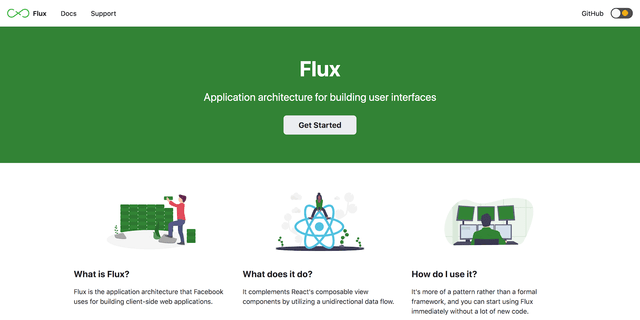 Flux Docs Support GitHub
Flux
Application architecture for building user interfaces
Get Started
What is Flux?
Flux is the application architecture that Facebook
uses for building client-side web applications.
What does it do?
It complements React's composable view
components by utilizing a unidirectional data flow.
How do I use it?
It's more of a pattern rather than a formal
framework, and you can start using Flux
immediately without a lot of new code.